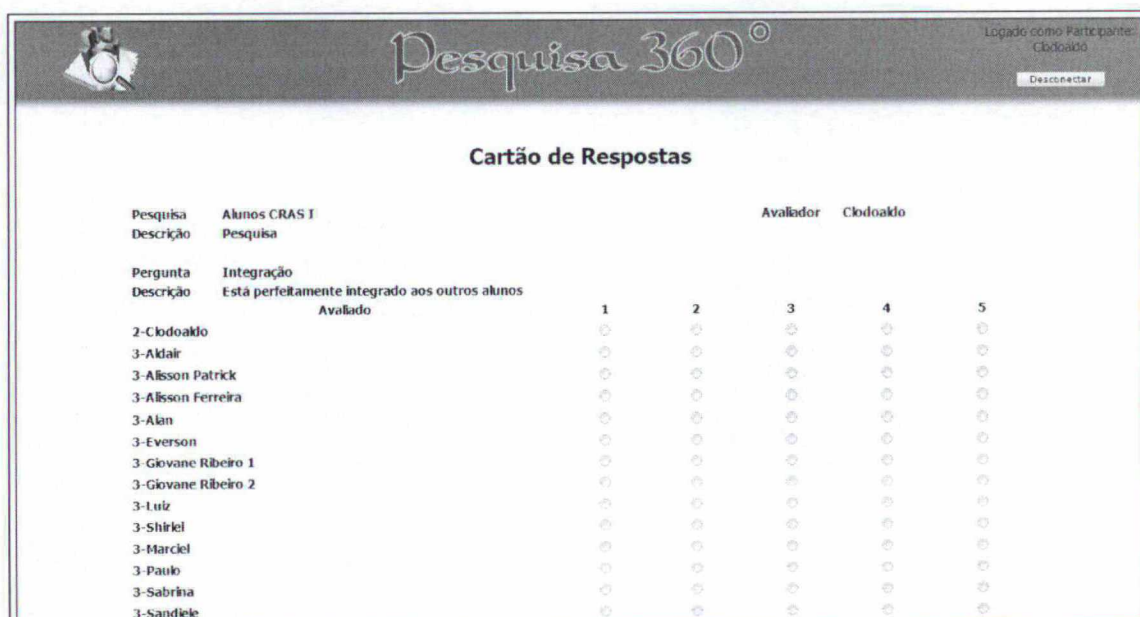 Pesquisa 360°
Logado como Participante:
Clodoaldo
Desconectar
Cartão de Respostas
Pesquisa Alunos CRAS I Avaliador Clodoaldo
Descrição Pesquisa
Pergunta Integração
Descrição Está perfeitamente integrado aos outros alunos
Avaliado 1 2 3 4 5
2-Clodoaldo
3-Aldair
3-Alisson Patrick
3-Alisson Ferreira
3-Alan
3-Everson
3-Giovane Ribeiro 1
3-Giovane Ribeiro 2
3-Luiz
3-Shirlei
3-Marciel
3-Paulo
3-Sabrina
3-Sandiele